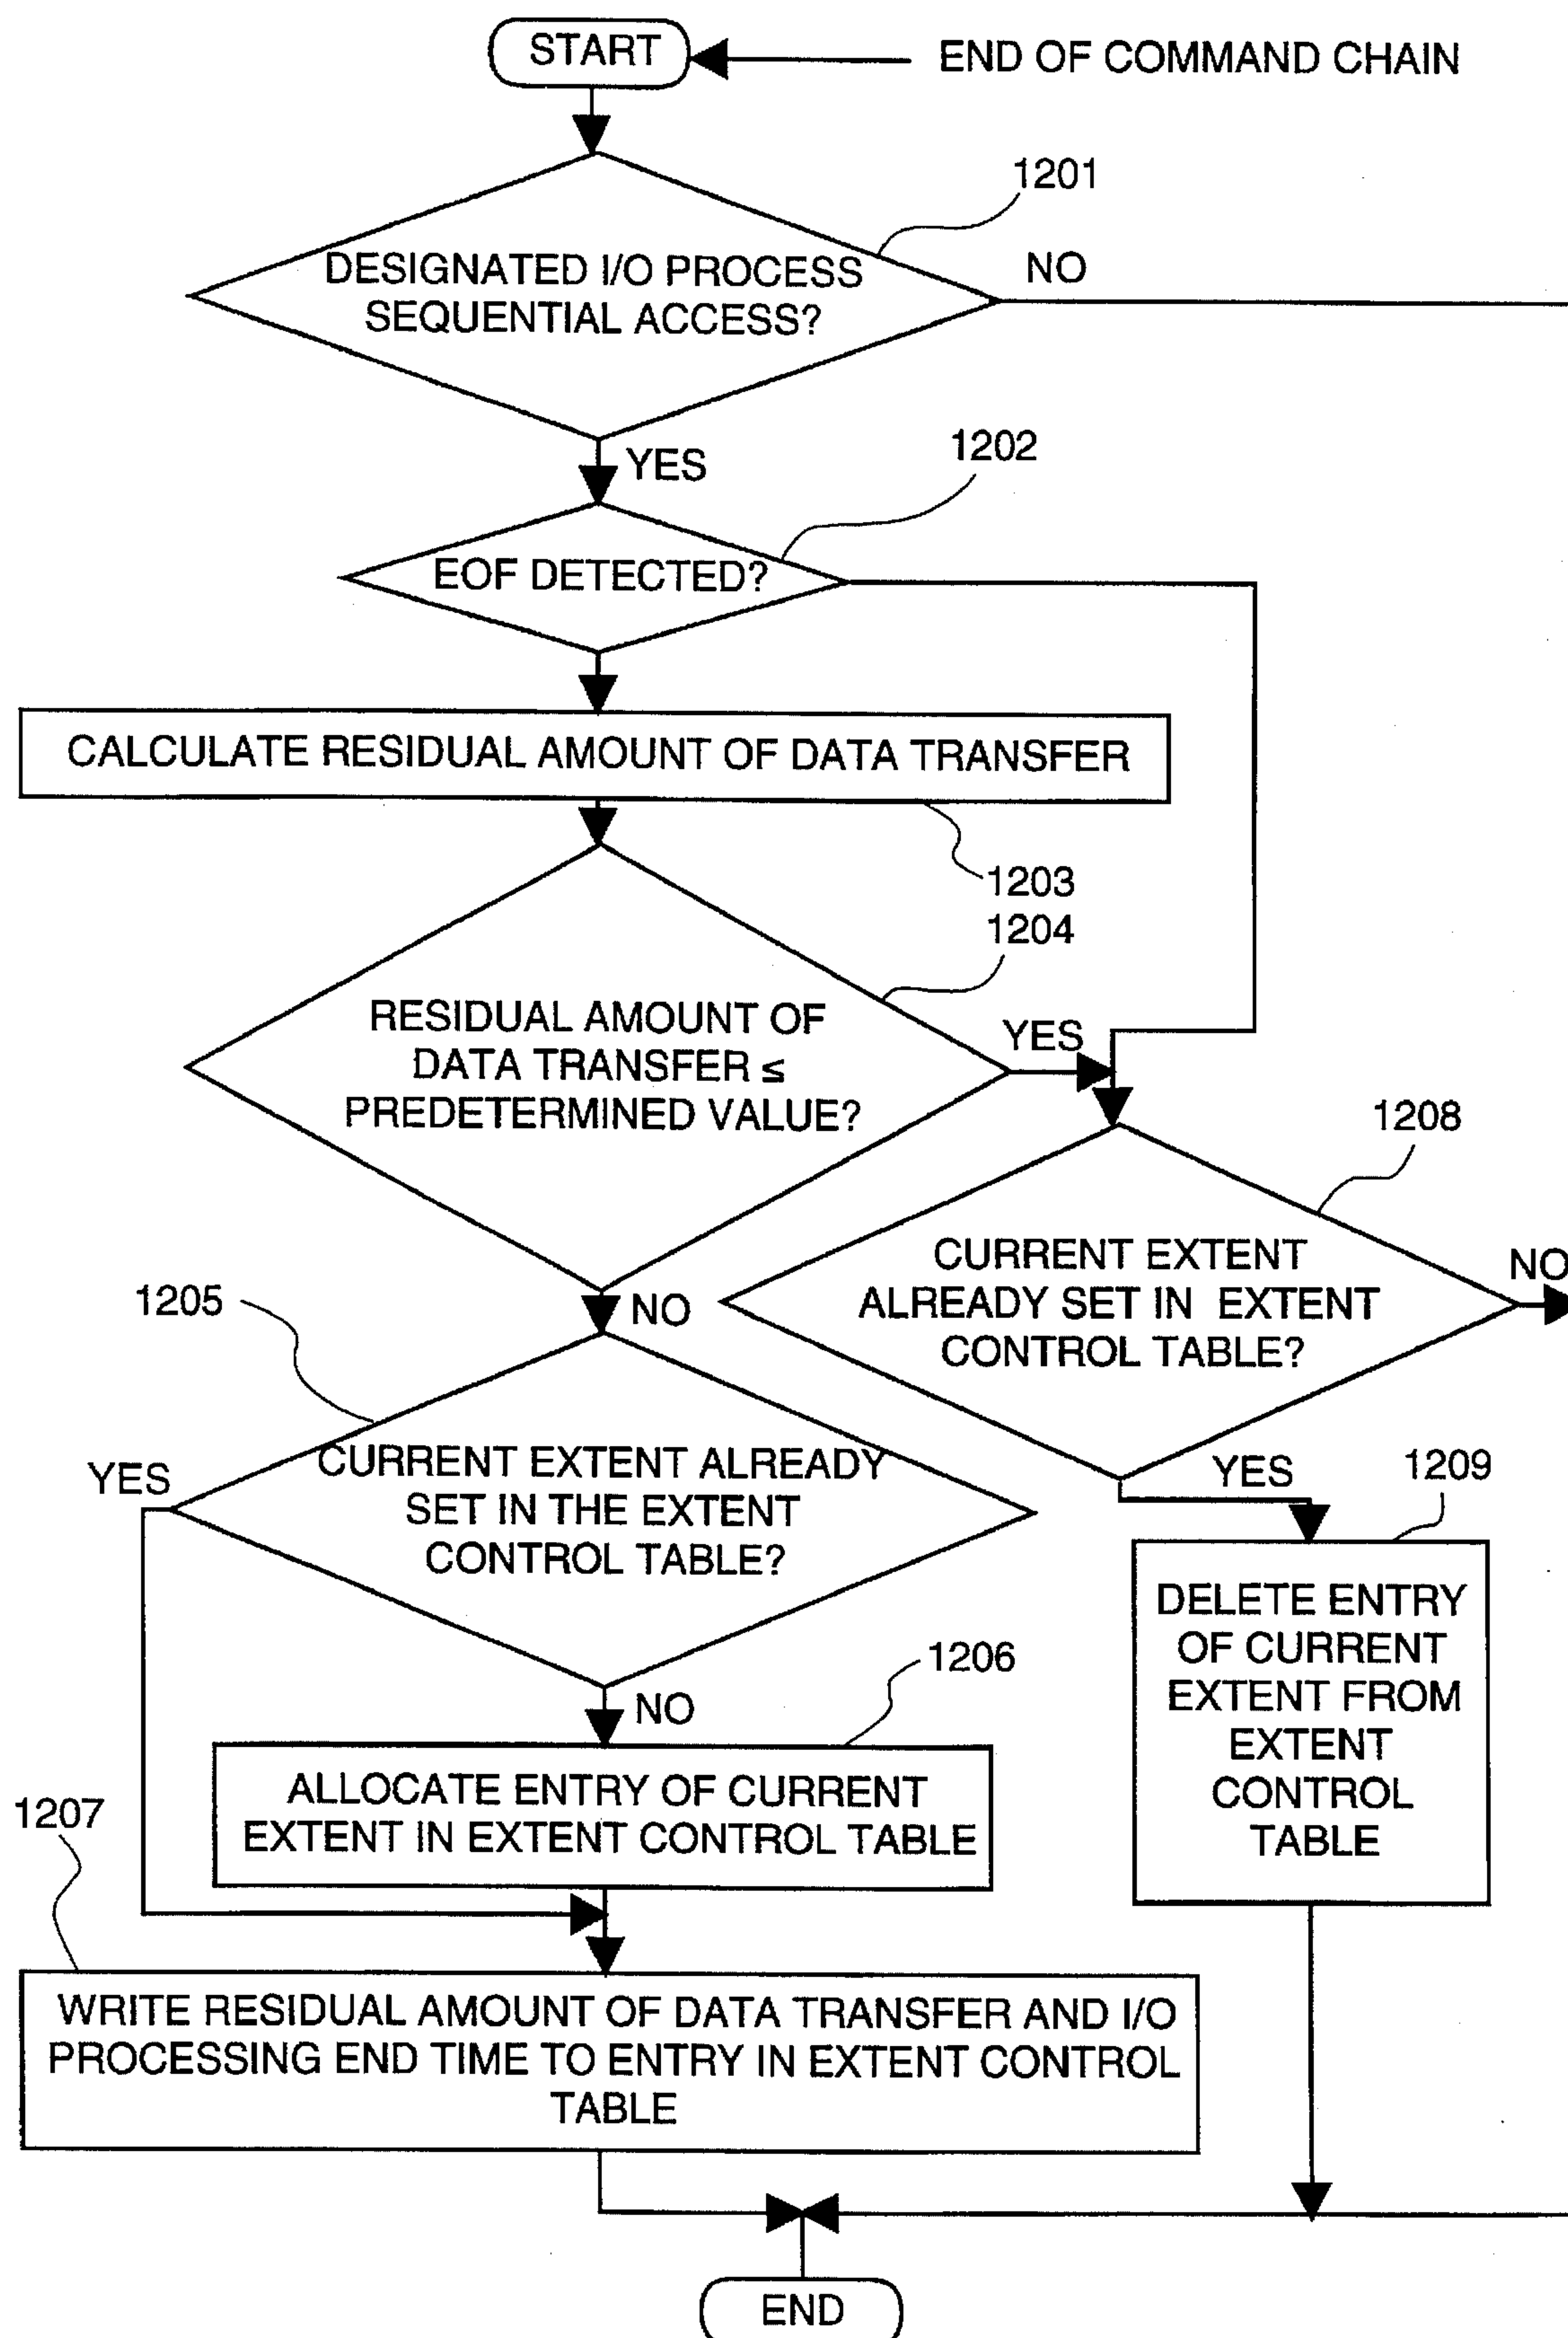 START
END OF COMMAND CHAIN
1201
DESIGNATED I/O PROCESS
SEQUENTIAL ACCESS?
NO
YES
1202
EOF DETECTED?
CALCULATE RESIDUAL AMOUNT OF DATA TRANSFER
1203
1204
RESIDUAL AMOUNT OF
DATA TRANSFER ≤
PREDETERMINED VALUE?
YES
1208
CURRENT EXTENT
ALREADY SET IN EXTENT
CONTROL TABLE?
NO
1205
NO
YES
CURRENT EXTENT ALREADY
SET IN THE EXTENT
CONTROL TABLE?
YES
1209
DELETE ENTRY
OF CURRENT
EXTENT FROM
EXTENT
CONTROL
TABLE
1206
NO
ALLOCATE ENTRY OF CURRENT
EXTENT IN EXTENT CONTROL TABLE
1207
WRITE RESIDUAL AMOUNT OF DATA TRANSFER AND I/O
PROCESSING END TIME TO ENTRY IN EXTENT CONTROL
TABLE
END